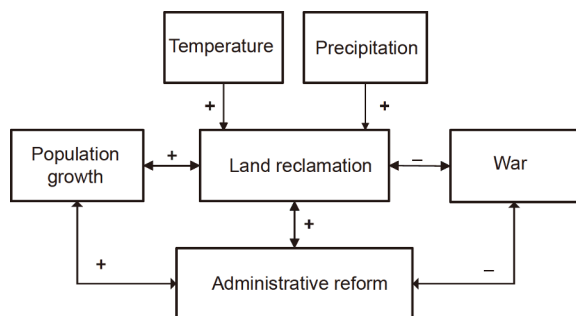 Temperature
Precipitation
+
+
Population
growth
+
Land reclamation
–
War
+
+
–
Administrative reform